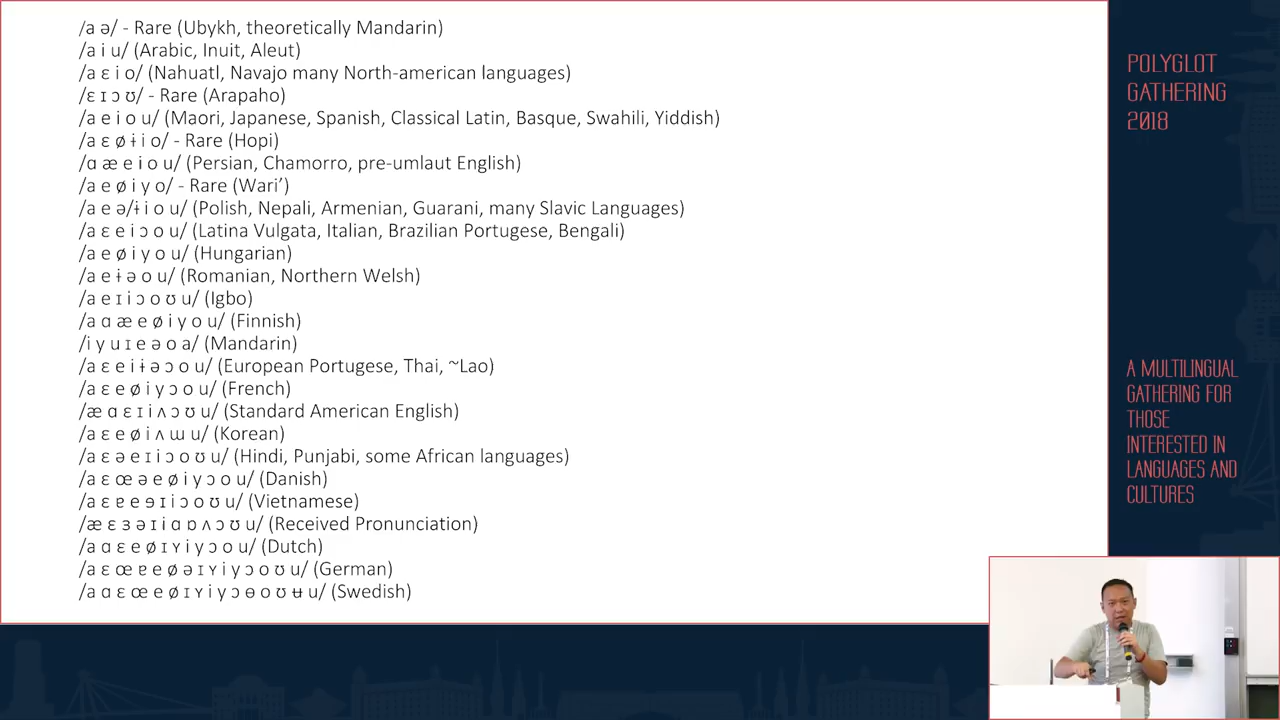 /a ə/ - Rare (Ubykh, theoretically Mandarin)
/a i u/ (Arabic, Inuit, Aleut)
/a ɛ i o/ (Nahuatl, Navajo many North-american languages)
/ɛ ɪ ɔ ʊ/ - Rare (Arapaho)
/a e i o u/ (Maori, Japanese, Spanish, Classical Latin, Basque, Swahili, Yiddish)
/a ɛ ø ɨ i o/ - Rare (Hopi)
/ɑ æ e i o u/ (Persian, Chamorro, pre-umlaut English)
/a e ø i y o/ - Rare (Wari’)
/a e ə/ɨ i o u/ (Polish, Nepali, Armenian, Guarani, many Slavic Languages)
/a ɛ e i ɔ o u/ (Latina Vulgata, Italian, Brazilian Portugese, Bengali)
/a e ø i y o u/ (Hungarian)
/a e ɨ ə o u/ (Romanian, Northern Welsh)
/a e ɪ i ɔ o ʊ u/ (Igbo)
/a ɑ æ e ø i y o u/ (Finnish)
/i y u ɪ e ə o a/ (Mandarin)
/a ɛ e i ɨ ə ɔ o u/ (European Portugese, Thai, ~Lao)
/a ɛ e ø i y ɔ o u/ (French)
/æ ɑ ɛ ɪ i ʌ ɔ ʊ u/ (Standard American English)
/a ɛ e ø i ʌ ɯ u/ (Korean)
/a ɛ ə e ɪ i ɔ o ʊ u/ (Hindi, Punjabi, some African languages)
/a ɛ œ ə e ø i y ɔ o u/ (Danish)
/a ɛ ɐ e ɘ ɪ i ɔ o ʊ u/ (Vietnamese)
/æ ɛ ɜ ə ɪ i ɑ ɒ ʌ ɔ ʊ u/ (Received Pronunciation)
/a ɑ ɛ e ø ɪ ʏ i y ɔ o u/ (Dutch)
/a ɛ œ ɐ e ø ə ɪ ʏ i y ɔ o ʊ u/ (German)
/a ɑ ɛ œ e ø ɪ ʏ i y ɔ ɵ o ʊ ʉ u/ (Swedish)
POLYGLOT
GATHERING
2018
A MULTILINGUAL
GATHERING FOR
THOSE
INTERESTED IN
LANGUAGES AND
CULTURES